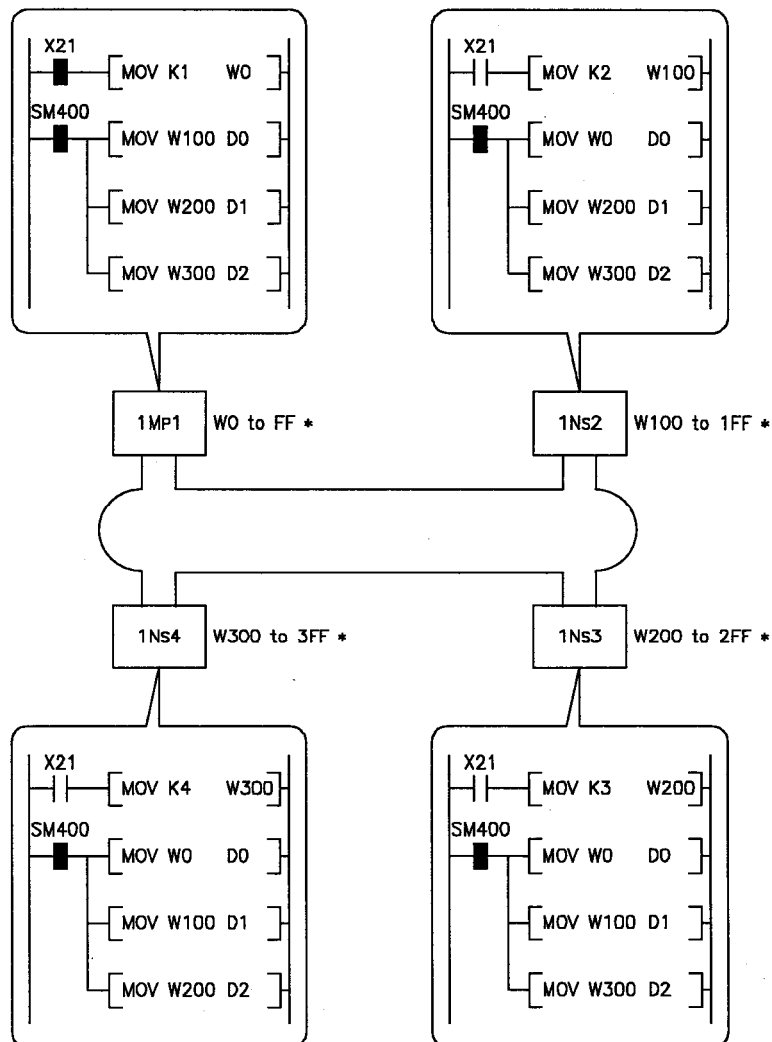 X21
MOV K1 W0
SM400
MOV W100 D0
MOV W200 D1
MOV W300 D2
X21
MOV K2 W100
SM400
MOV W0 D0
MOV W200 D1
MOV W300 D2
1MP1 W0 to FF *
1NS2 W100 to 1FF *
1NS4 W300 to 3FF *
1NS3 W200 to 2FF *
X21
MOV K4 W300
SM400
MOV W0 D0
MOV W100 D1
MOV W200 D2
X21
MOV K3 W200
SM400
MOV W0 D0
MOV W100 D1
MOV W300 D2